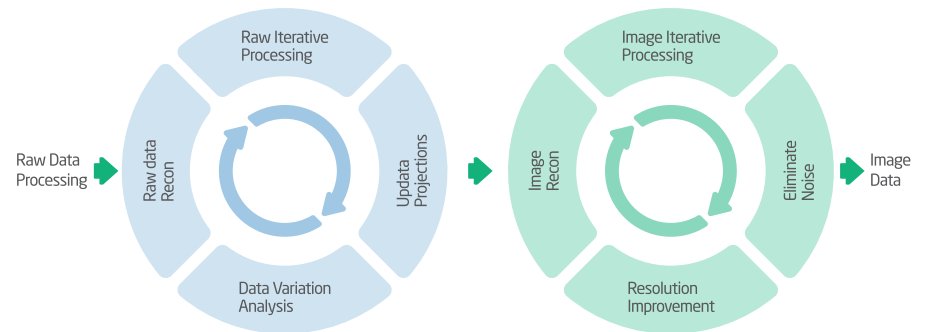 Raw Data
Processing
Raw data
Recon
Raw Iterative
Processing
Updata
Projections
Data Variation
Analysis
Image
Recon
Image Iterative
Processing
Eliminate
Noise
Resolution
Improvement
Image
Data